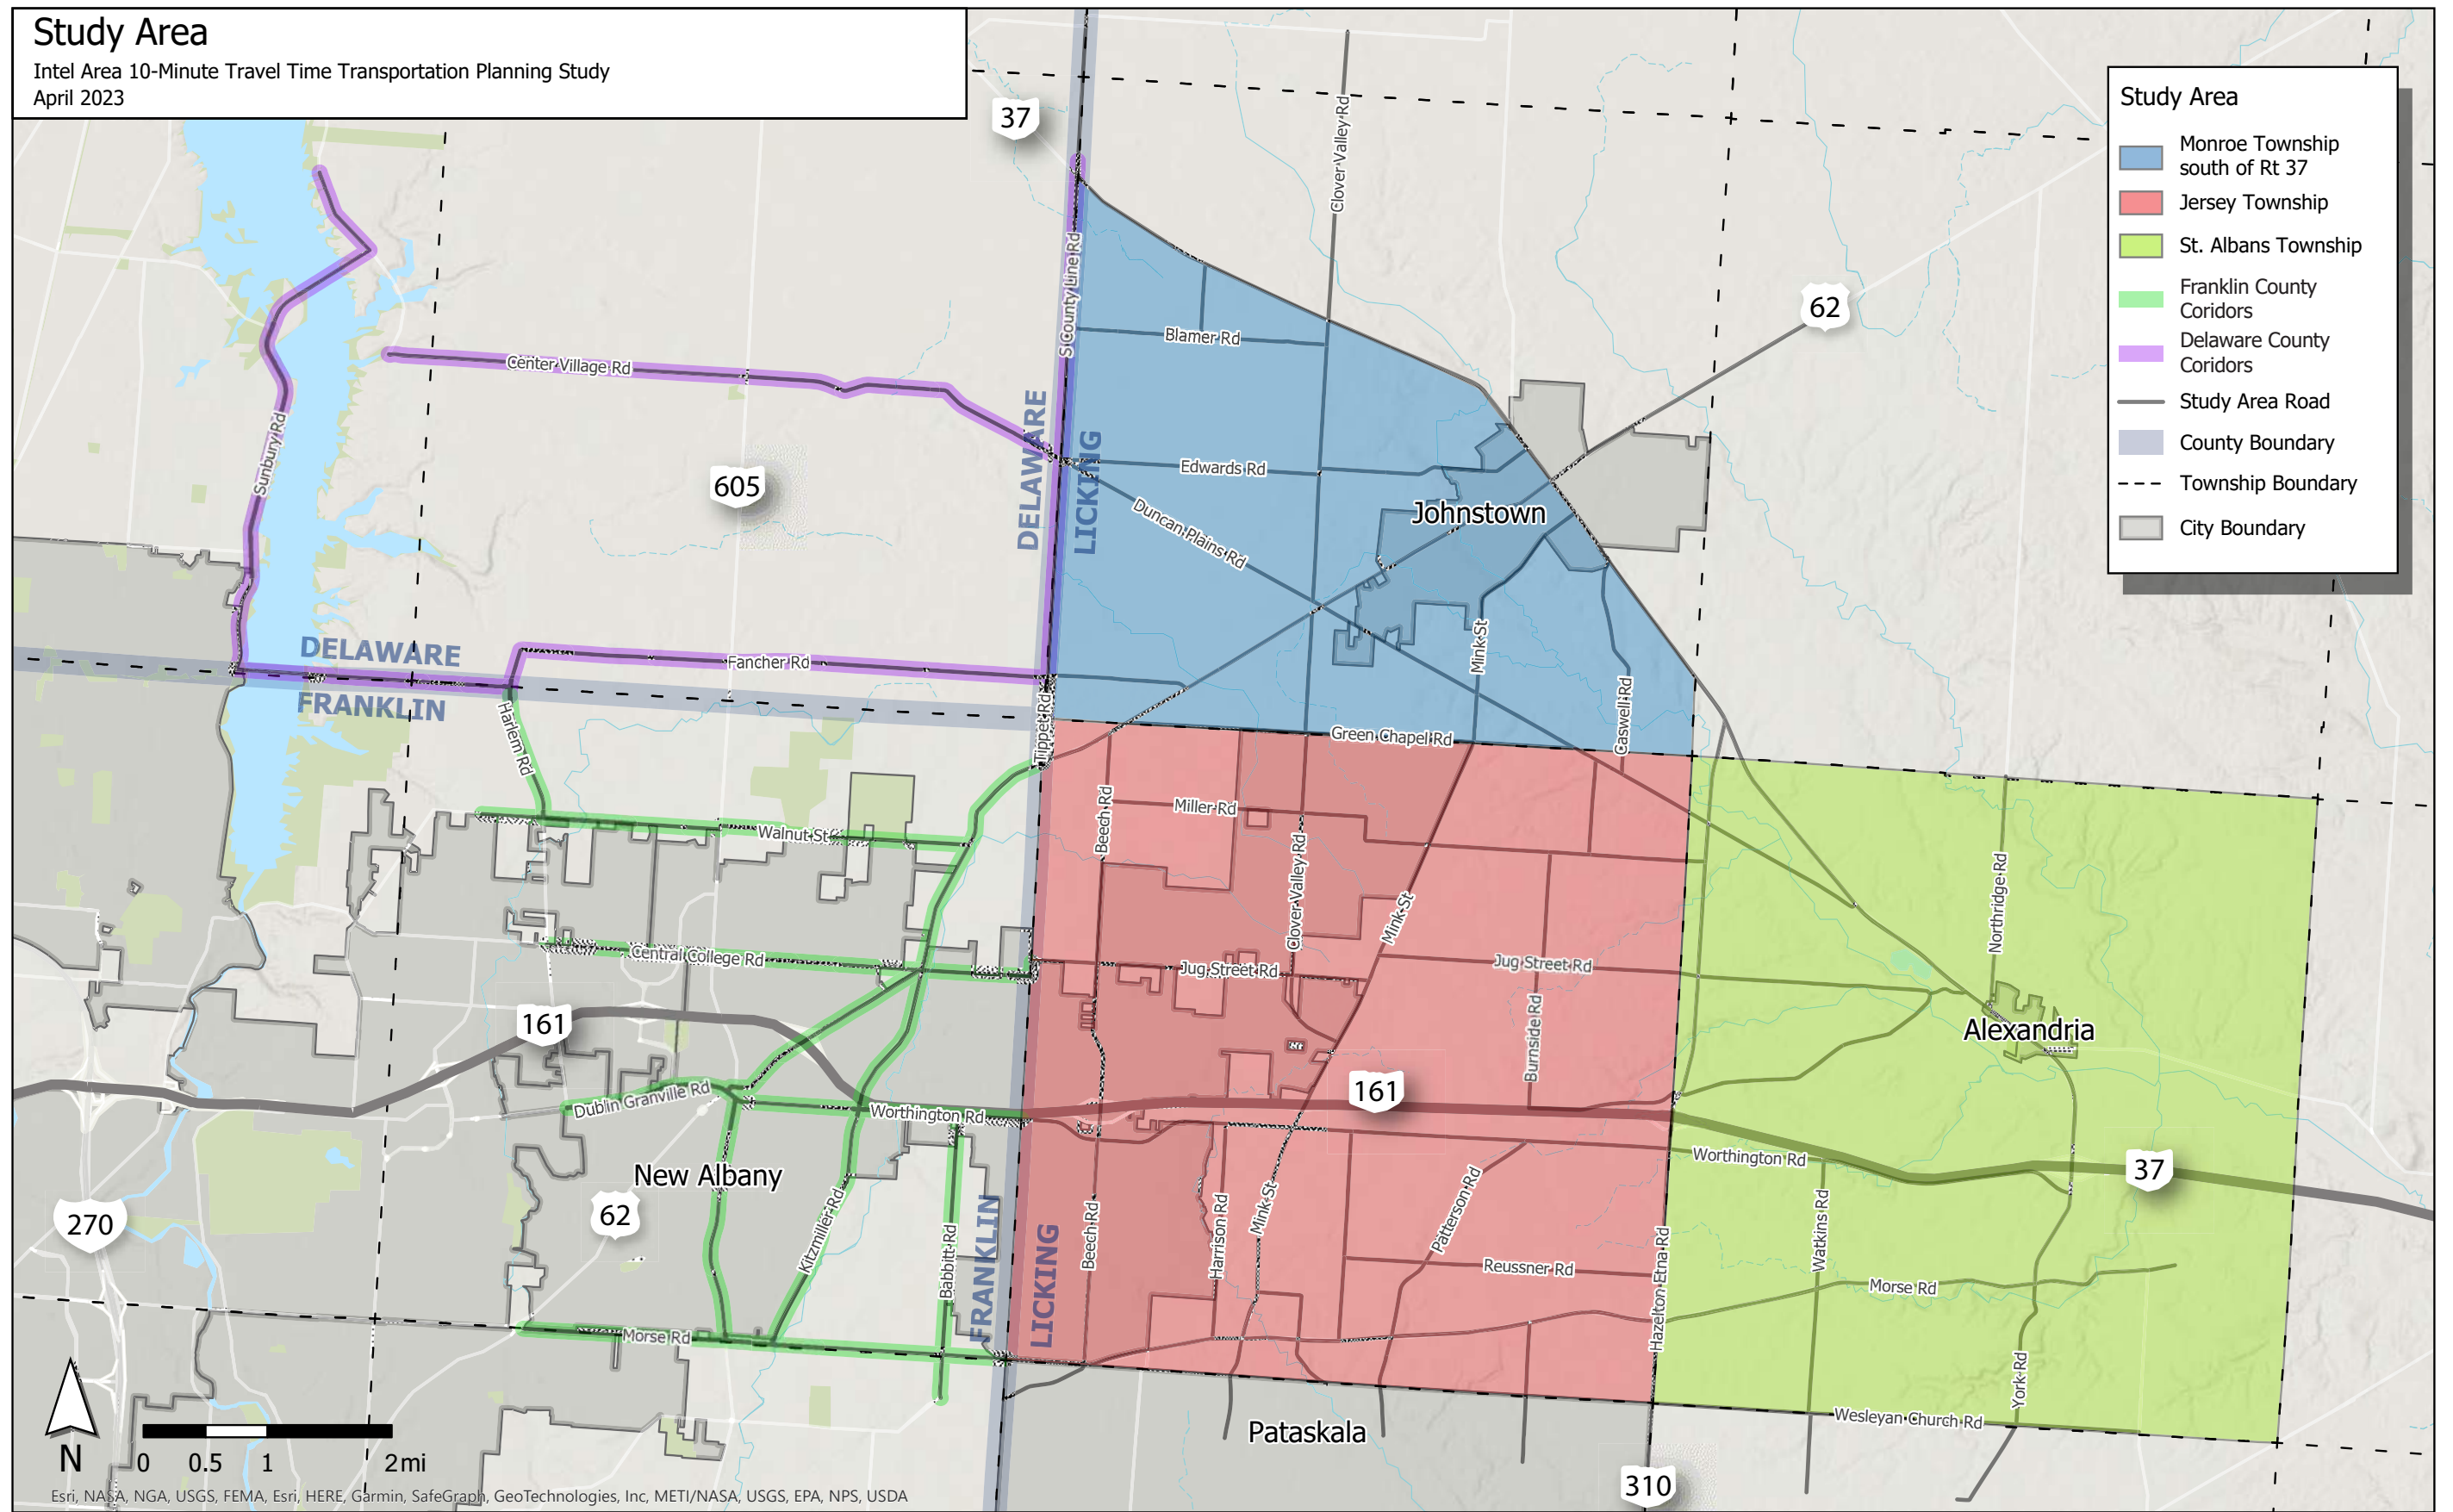 Study Area
Intel Area 10-Minute Travel Time Transportation Planning Study
April 2023
Study Area
Monroe Township
south of Rt 37
Jersey Township
St. Albans Township
Franklin County
Coridors
Delaware County
Coridors
Study Area Road
County Boundary
Township Boundary
City Boundary
37
Clover Valley Rd
S County Line Rd
62
Blamer Rd
Center Village Rd
Sunbury Rd
605
DELAWARE
LICKING
Edwards Rd
Johnstown
Duncan Plains Rd
Mink St
Caswell Rd
DELAWARE
FRANKLIN
Fancher Rd
Harlem Rd
Tippet Rd
Green Chapel Rd
Beech Rd
Miller Rd
Walnut St
Clover Valley Rd
Mink St
Northridge Rd
Central College Rd
Jug Street Rd
Jug Street Rd
161
Burnside Rd
Alexandria
161
Dublin Granville Rd
Worthington Rd
Worthington Rd
37
New Albany
62
270
Kitzmiller Rd
Babbitt Rd
FRANKLIN
LICKING
Beech Rd
Harrison Rd
Mink St
Patterson Rd
Reussner Rd
Hazelton Etna Rd
Watkins Rd
Morse Rd
Morse Rd
York Rd
Wesleyan Church Rd
Pataskala
310
N
0 0.5 1 2mi
Esri, NASA, NGA, USGS, FEMA, Esri, HERE, Garmin, SafeGraph, GeoTechnologies, Inc, METI/NASA, USGS, EPA, NPS, USDA